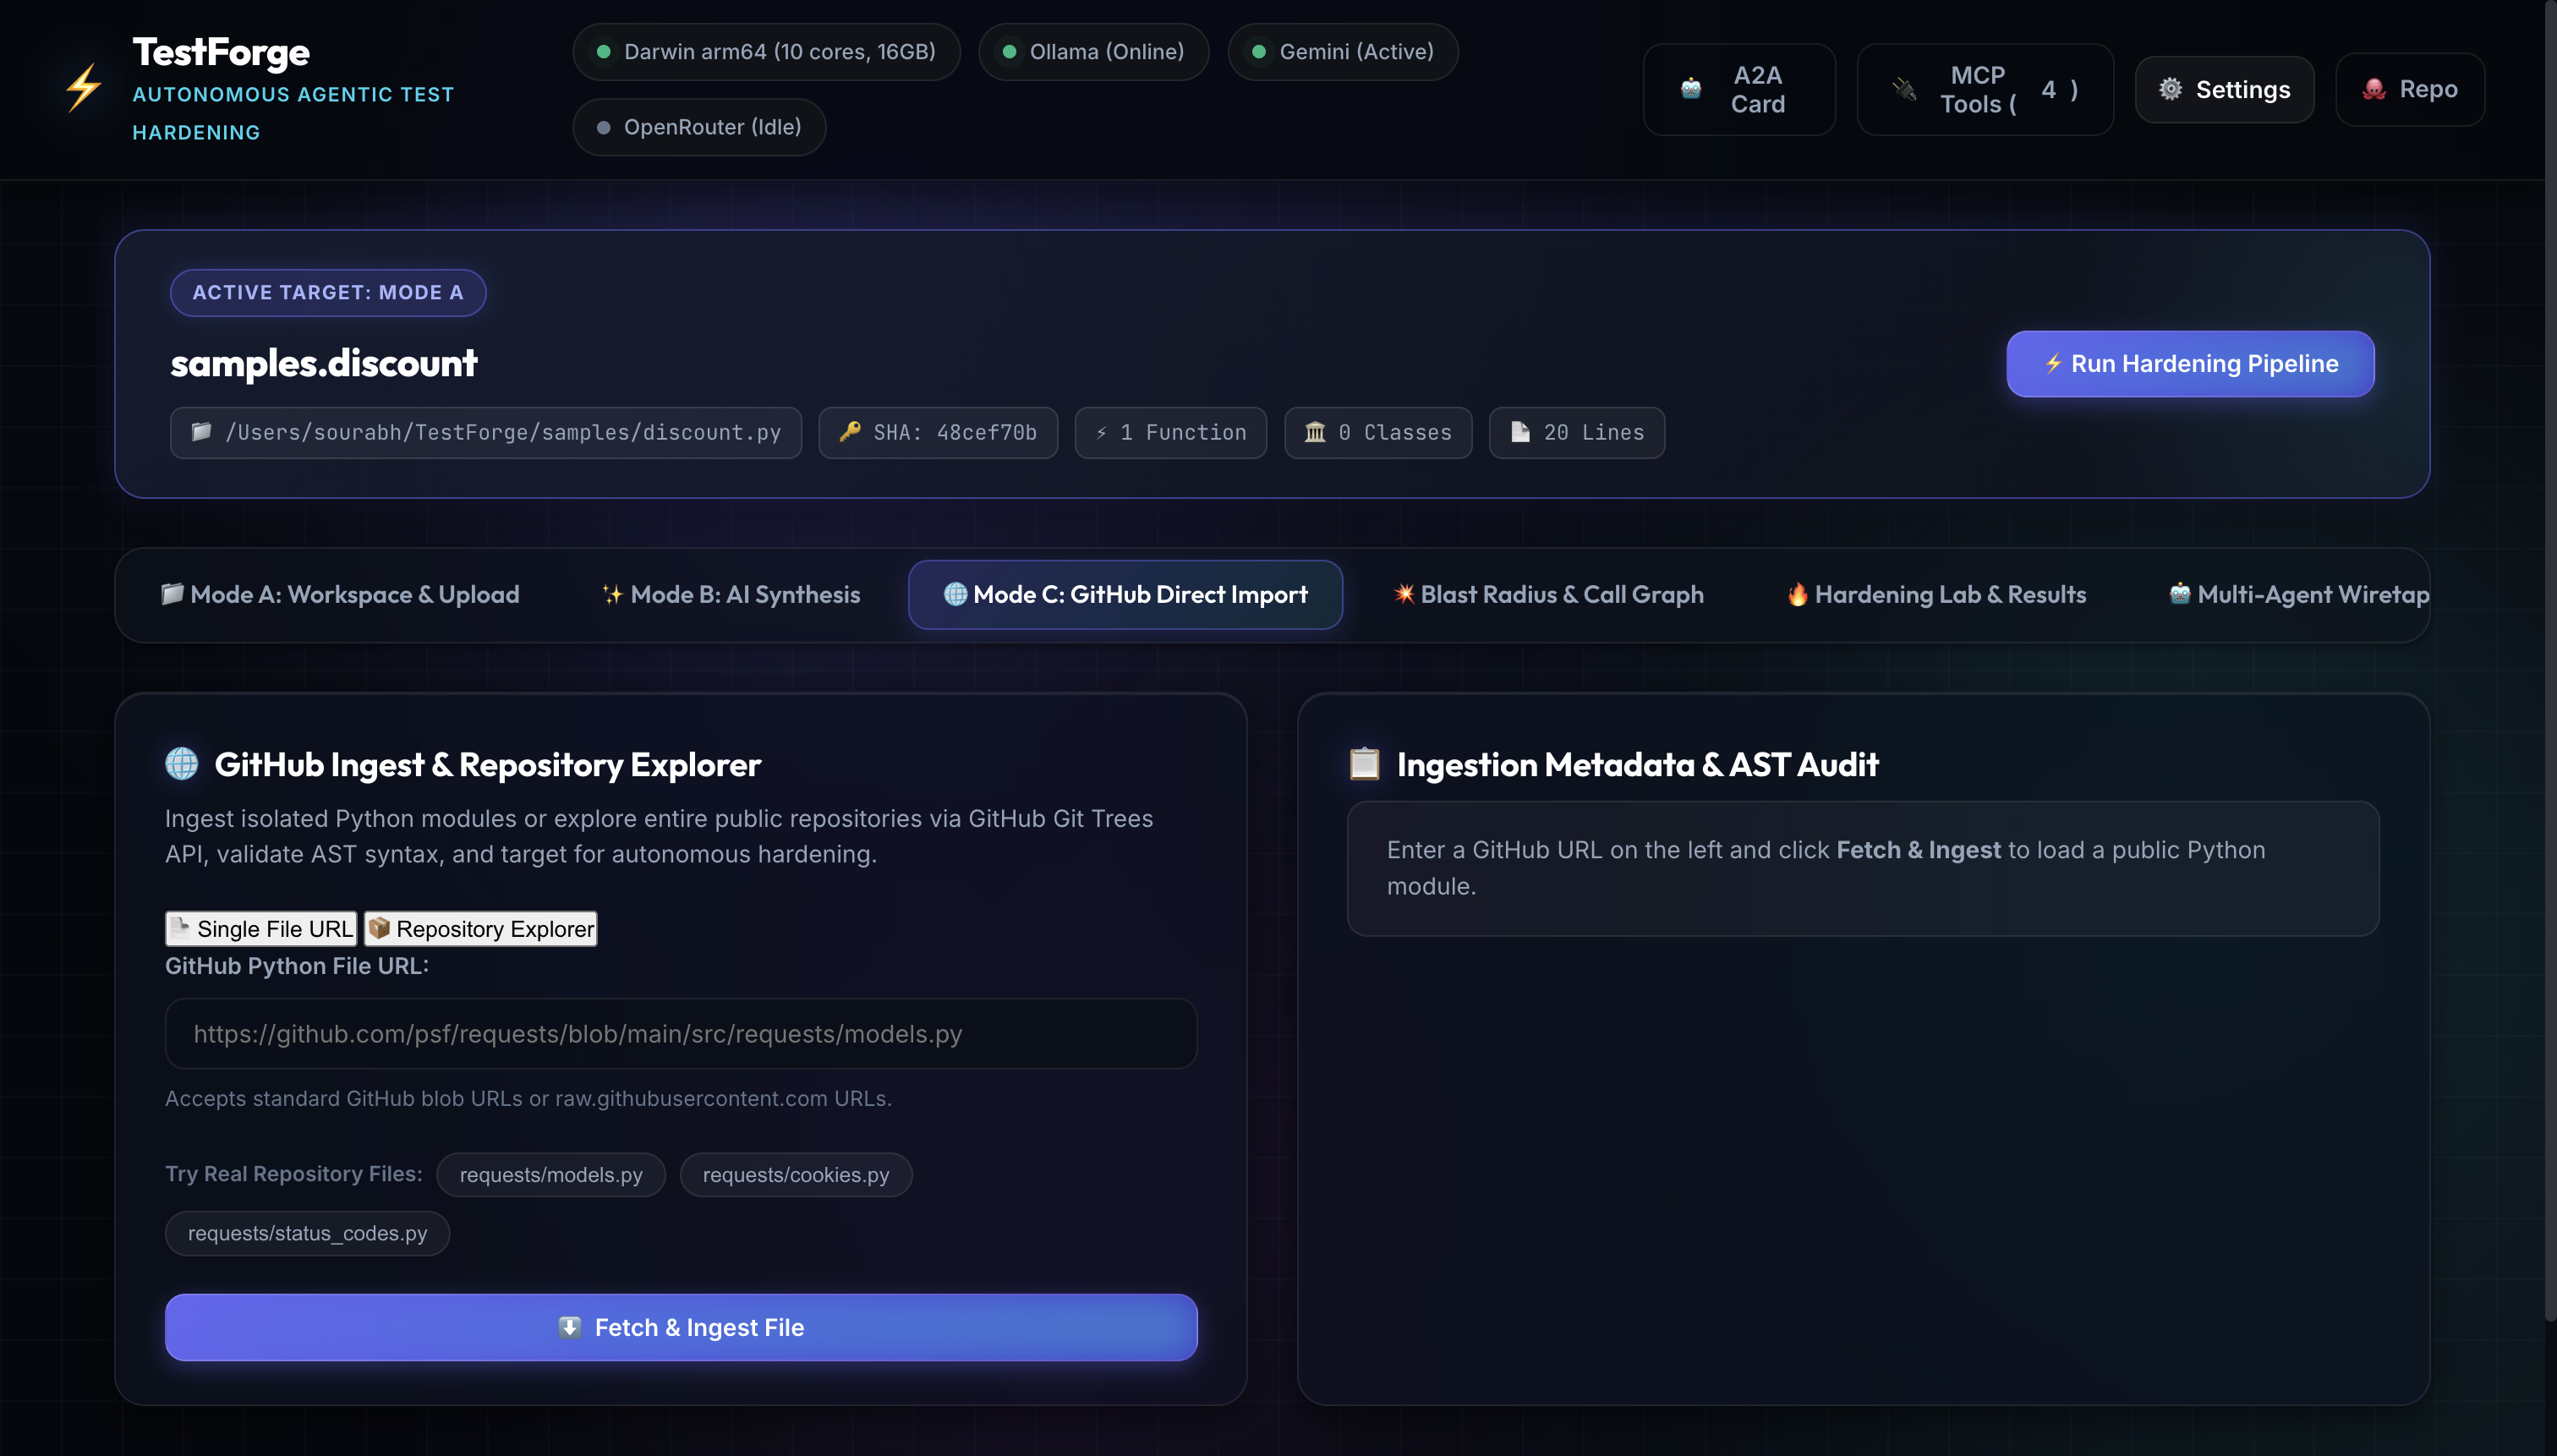 TestForge
AUTONOMOUS AGENTIC TEST
HARDENING
Darwin arm64 (10 cores, 16GB)
Ollama (Online)
Gemini (Active)
OpenRouter (Idle)
A2A
Card
MCP
Tools ( 4 )
Settings
Repo
ACTIVE TARGET: MODE A
samples.discount
/Users/sourabh/TestForge/samples/discount.py
SHA: 48cef70b
1 Function
0 Classes
20 Lines
Run Hardening Pipeline
Mode A: Workspace & Upload
Mode B: AI Synthesis
Mode C: GitHub Direct Import
Blast Radius & Call Graph
Hardening Lab & Results
Multi-Agent Wiretap
GitHub Ingest & Repository Explorer
Ingest isolated Python modules or explore entire public repositories via GitHub Git Trees
API, validate AST syntax, and target for autonomous hardening.
Single File URL
Repository Explorer
GitHub Python File URL:
https://github.com/psf/requests/blob/main/src/requests/models.py
Accepts standard GitHub blob URLs or raw.githubusercontent.com URLs.
Try Real Repository Files:
requests/models.py
requests/cookies.py
requests/status_codes.py
Fetch & Ingest File
Ingestion Metadata & AST Audit
Enter a GitHub URL on the left and click Fetch & Ingest to load a public Python
module.